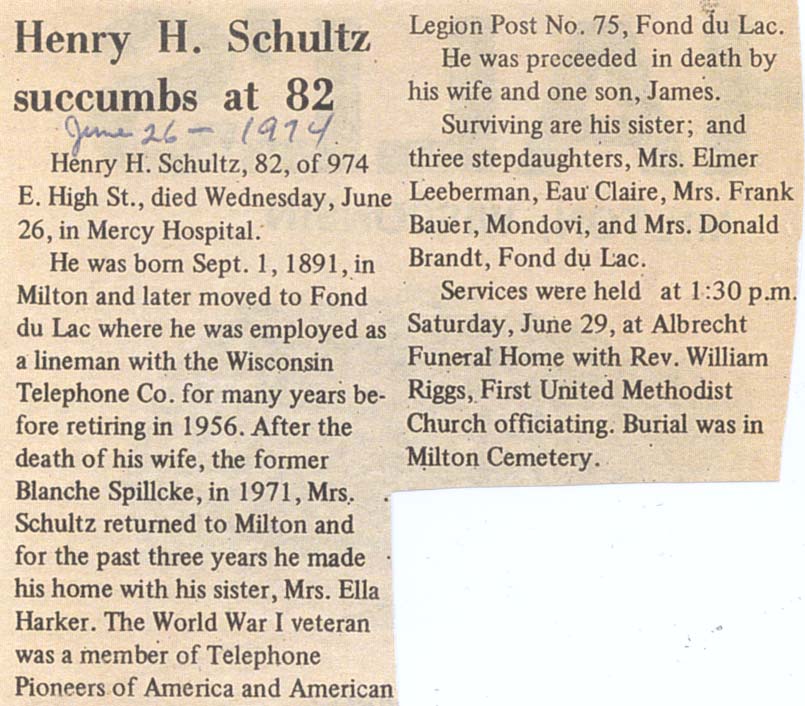 Henry H. Schultz
succumbs at 82
June 26 - 1974
Henry H. Schultz, 82, of 974
E. High St., died Wednesday, June
26, in Mercy Hospital.
He was born Sept. 1, 1891, in
Milton and later moved to Fond
du Lac where he was employed as
a lineman with the Wisconsin
Telephone Co. for many years be-
fore retiring in 1956. After the
death of his wife, the former
Blanche Spillcke, in 1971, Mrs.
Schultz returned to Milton and
for the past three years he made
his home with his sister, Mrs. Ella
Harker. The World War I veteran
was a member of Telephone
Pioneers of America and American
Legion Post No. 75, Fond du Lac.
He was preceeded in death by
his wife and one son, James.
Surviving are his sister; and
three stepdaughters, Mrs. Elmer
Leeberman, Eau Claire, Mrs. Frank
Bauer, Mondovi, and Mrs. Donald
Brandt, Fond du Lac.
Services were held at 1:30 p.m.
Saturday, June 29, at Albrecht
Funeral Home with Rev. William
Riggs, First United Methodist
Church officiating. Burial was in
Milton Cemetery.